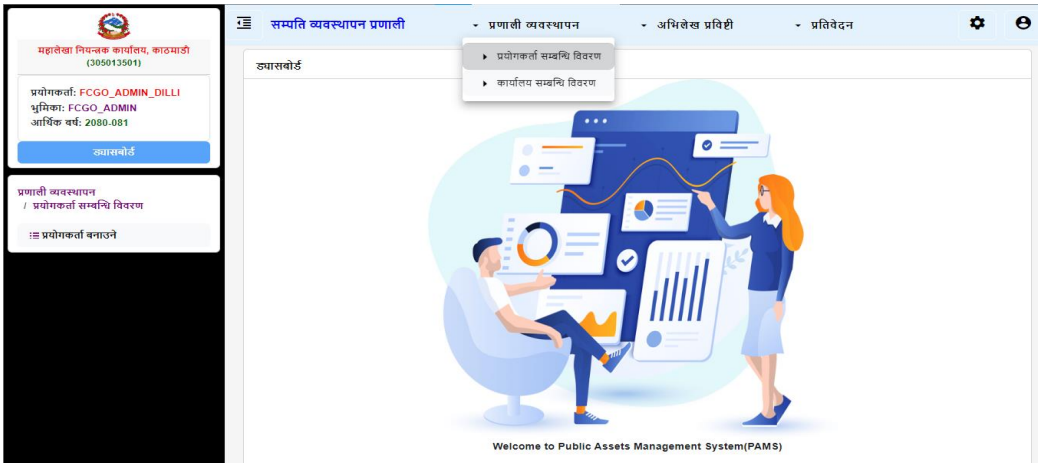 महालेखा नियन्त्रक कार्यालय, काठमाडौ
(305013501)
प्रयोगकर्ता: FCGO_ADMIN_DILLI
भुमिका: FCGO_ADMIN
आर्थिक बर्ष: 2080-081
ड्यासबोर्ड
प्रणाली व्यवस्थापन
/ प्रयोगकर्ता सम्बन्धि विवरण
प्रयोगकर्ता बनाउने
सम्पति व्यवस्थापन प्रणाली
प्रणाली व्यवस्थापन
अभिलेख प्रविष्टी
प्रतिवेदन
प्रयोगकर्ता सम्बन्धि विवरण
कार्यालय सम्बन्धि विवरण
ड्यासबोर्ड
Welcome to Public Assets Management System(PAMS)